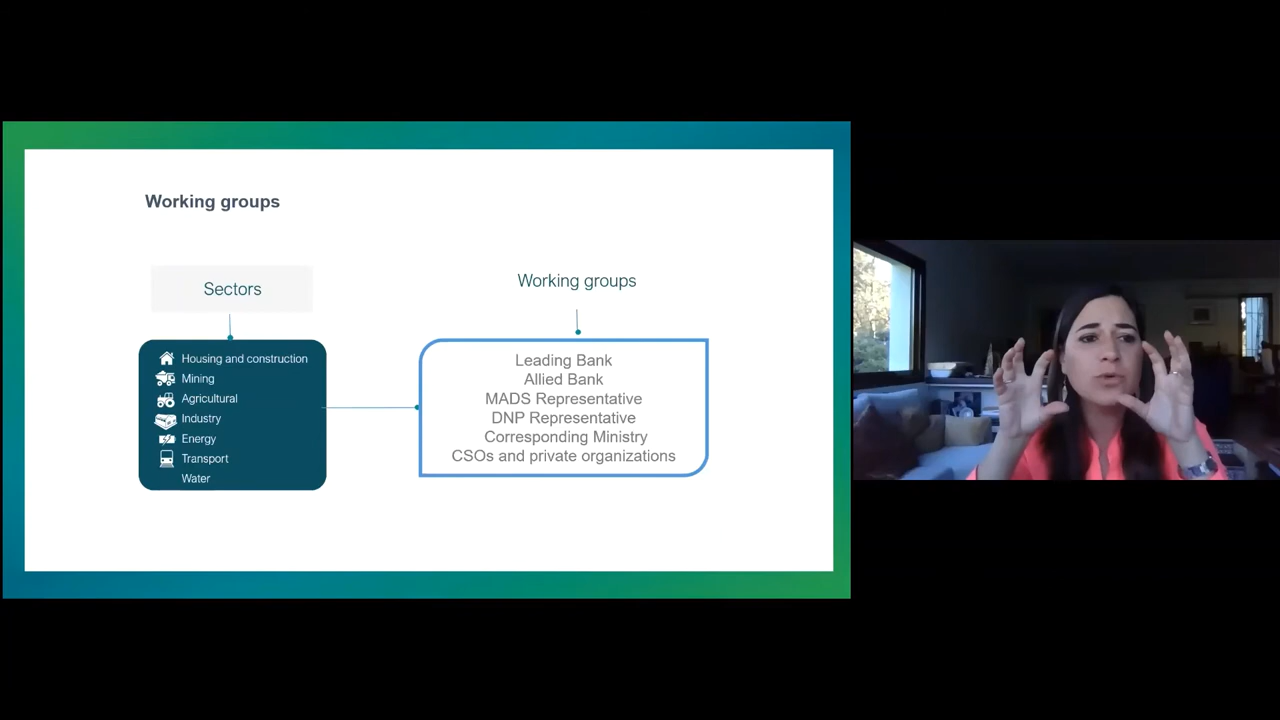 Working groups
Sectors
Housing and construction
Mining
Agricultural
Industry
Energy
Transport
Water
Working groups
Leading Bank
Allied Bank
MADS Representative
DNP Representative
Corresponding Ministry
CSOs and private organizations